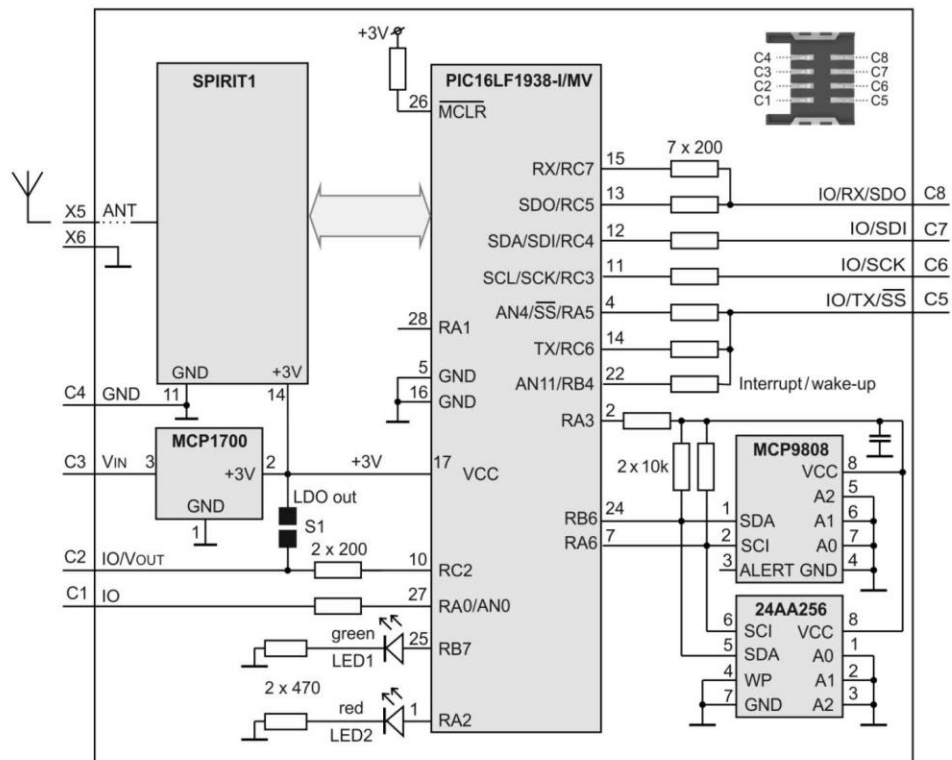 +3V
SPIRIT1
PIC16LF1938-I/MV
26
MCLR
C4 C8
C3 C7
C2 C6
C1 C5
7 x 200
RX/RC7 15
SDO/RC5 13
IO/RX/SDO C8
SDA/SDI/RC4 12
IO/SDI C7
SCL/SCK/RC3 11
IO/SCK C6
AN4/SS/RA5 4
IO/TX/SS C5
TX/RC6 14
AN11/RB4 22
Interrupt / wake-up
X5 ANT
X6
28 RA1
5 GND
16 GND
GND +3V
11 14
C4 GND
RA3 2
MCP1700
C3 VIN 3
+3V 2
+3V
17 VCC
GND
1
LDO out
S1
2 x 10k
MCP9808
VCC 8
A2 5
RB6 24
1 SDA
A1 6
RA6 7
2 SCI
A0 7
3 ALERT GND 4
C2 IO/VOUT
2 x 200
10 RC2
C1 IO
27 RA0/AN0
24AA256
6 SCI VCC 8
5 SDA A0 1
4 WP A1 2
7 GND A2 3
green
LED1
25 RB7
2 x 470
red
LED2
1 RA2